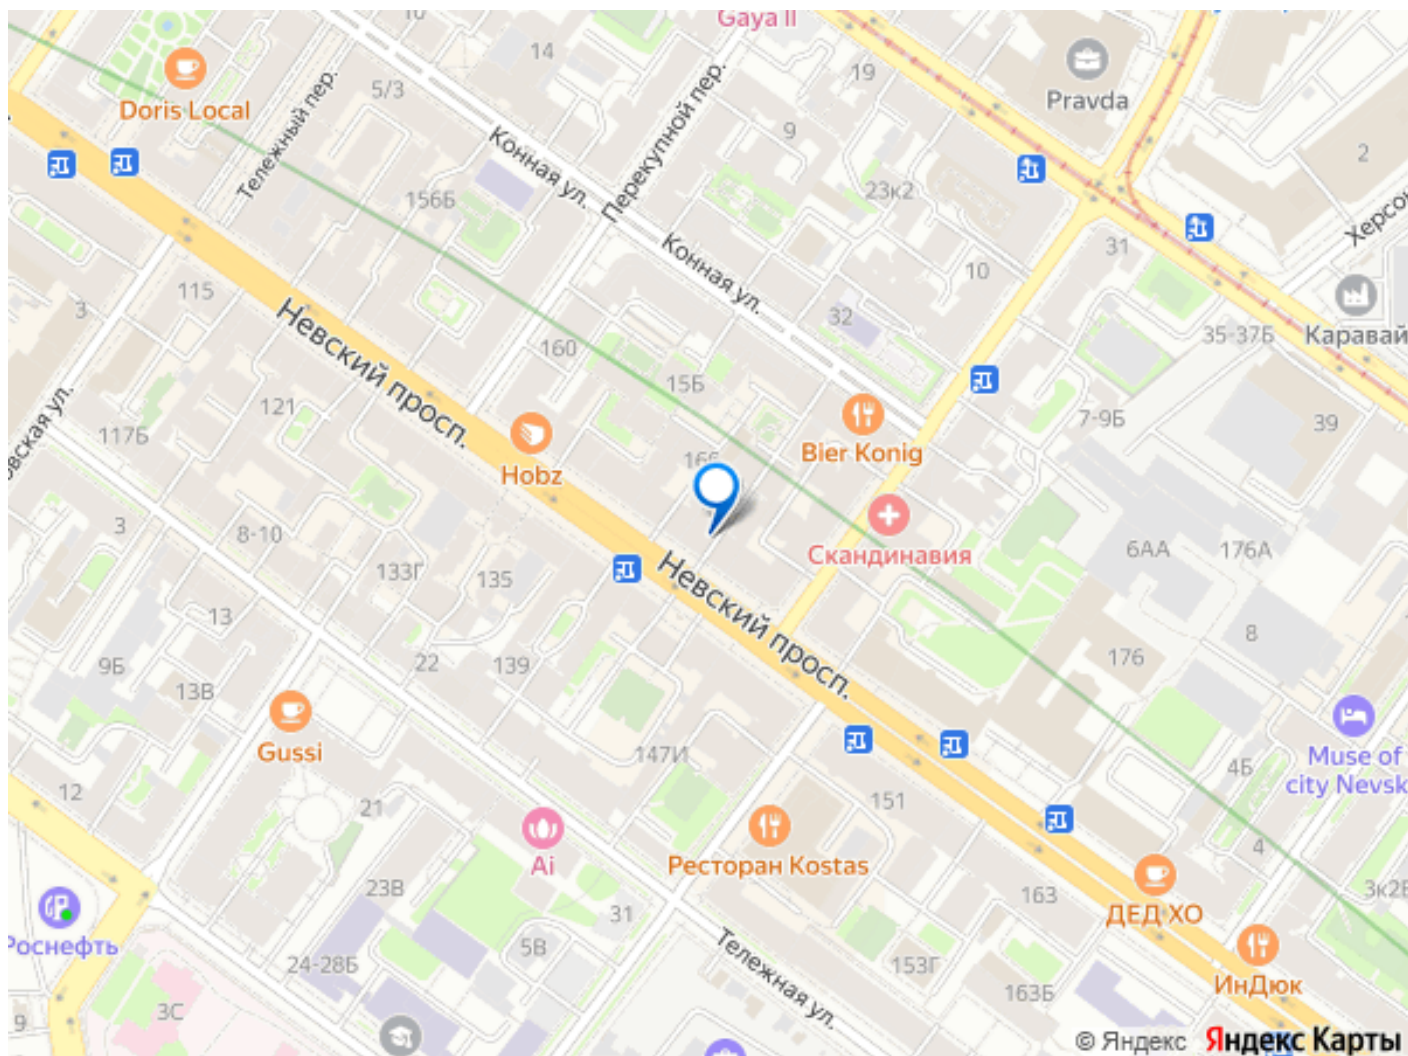 Gaya II
10
14
19
Pravda
Doris Local
5/3
Тележный пер.
Перекупной пер.
9
2
Конная ул.
156Б
23к2
Херсон
31
10
Конная ул.
115
3
32
35-37Б
Каравай
Невский просп.
160
15Б
121
7-9Б
39
117Б
Hobz
Bier Konig
3
8-10
133Г
135
Скандинавия
6АА
176А
Невский просп.
13
22
139
9Б
13В
176
8
Gussi
147И
Muse of
city Nevsk
4Б
12
21
151
Ai
Ресторан Kostas
4
23В
31
163
ДЕД ХО
3к2В
Роснефть
5В
24-28Б
Тележная ул.
153Г
163Б
ИнДюк
3С
9
© Яндекс Яндекс Карты